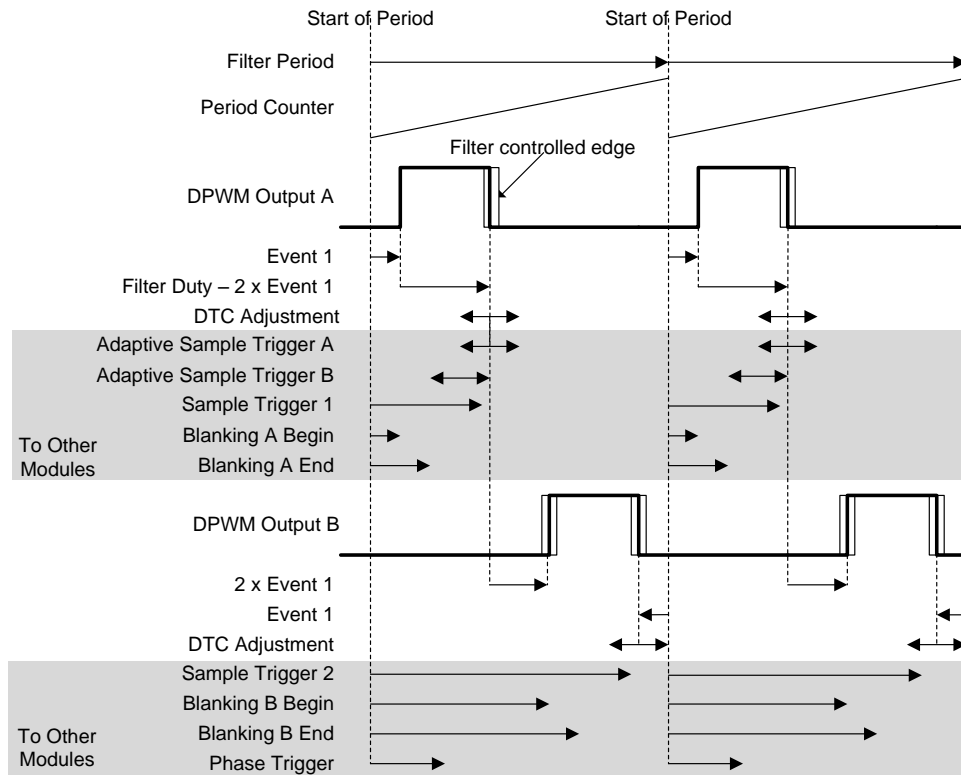 Start of Period
Start of Period
Filter Period
Period Counter
Filter controlled edge
DPWM Output A
Event 1
Filter Duty – 2 x Event 1
DTC Adjustment
Adaptive Sample Trigger A
Adaptive Sample Trigger B
Sample Trigger 1
Blanking A Begin
To Other
Modules
Blanking A End
DPWM Output B
2 x Event 1
Event 1
DTC Adjustment
Sample Trigger 2
Blanking B Begin
Blanking B End
To Other
Modules
Phase Trigger